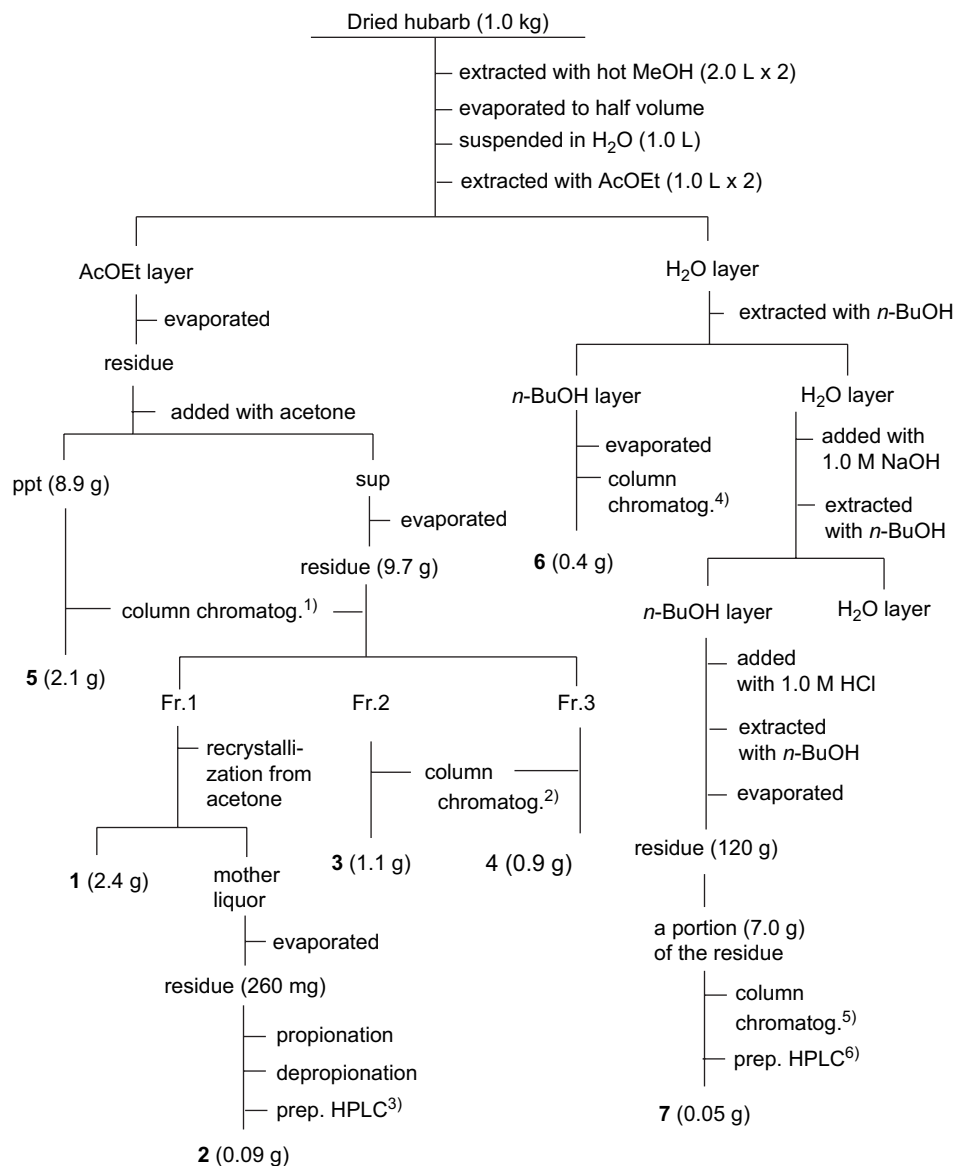 Dried hubarb (1.0 kg)
extracted with hot MeOH (2.0 L x 2)
evaporated to half volume
suspended in H₂O (1.0 L)
extracted with AcOEt (1.0 L x 2)
AcOEt layer
H₂O layer
evaporated
extracted with n-BuOH
residue
n-BuOH layer
H₂O layer
added with acetone
evaporated
added with
1.0 M NaOH
ppt (8.9 g)
sup
column
chromatog.⁴⁾
evaporated
extracted
with n-BuOH
6 (0.4 g)
residue (9.7 g)
column chromatog.¹⁾
n-BuOH layer
H₂O layer
5 (2.1 g)
added
with 1.0 M HCl
Fr.1
Fr.2
Fr.3
extracted
with n-BuOH
recrystalli-
zation from
acetone
column
chromatog.²⁾
evaporated
residue (120 g)
1 (2.4 g)
mother
liquor
3 (1.1 g)
4 (0.9 g)
evaporated
a portion (7.0 g)
of the residue
residue (260 mg)
column
chromatog.⁵⁾
propionation
prep. HPLC⁶⁾
depropionation
prep. HPLC³⁾
7 (0.05 g)
2 (0.09 g)